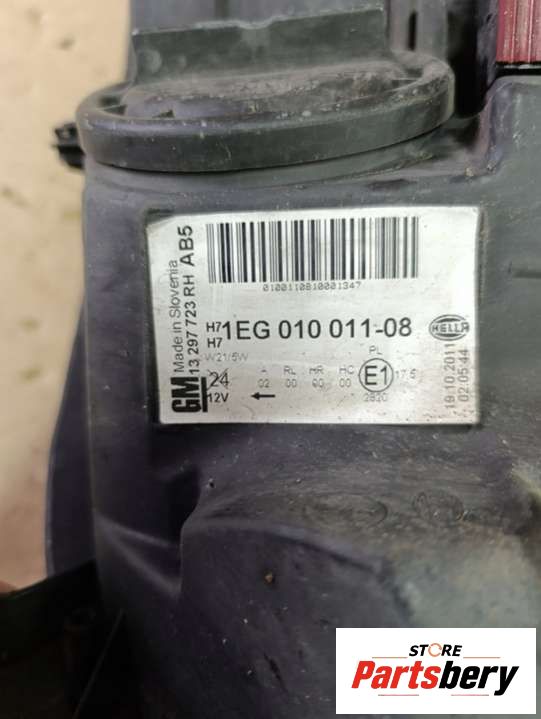 0100110810001347
GM
Made in Slovenia
13 297 723 RH AB5
H7
H7
1EG 010 011-08
W21/5W
24
12V
A RL HR HC PL
02 00 00 00 E1 17.5
2820
HELLA
19.10.2011
02:05:44
STORE
Partsbery